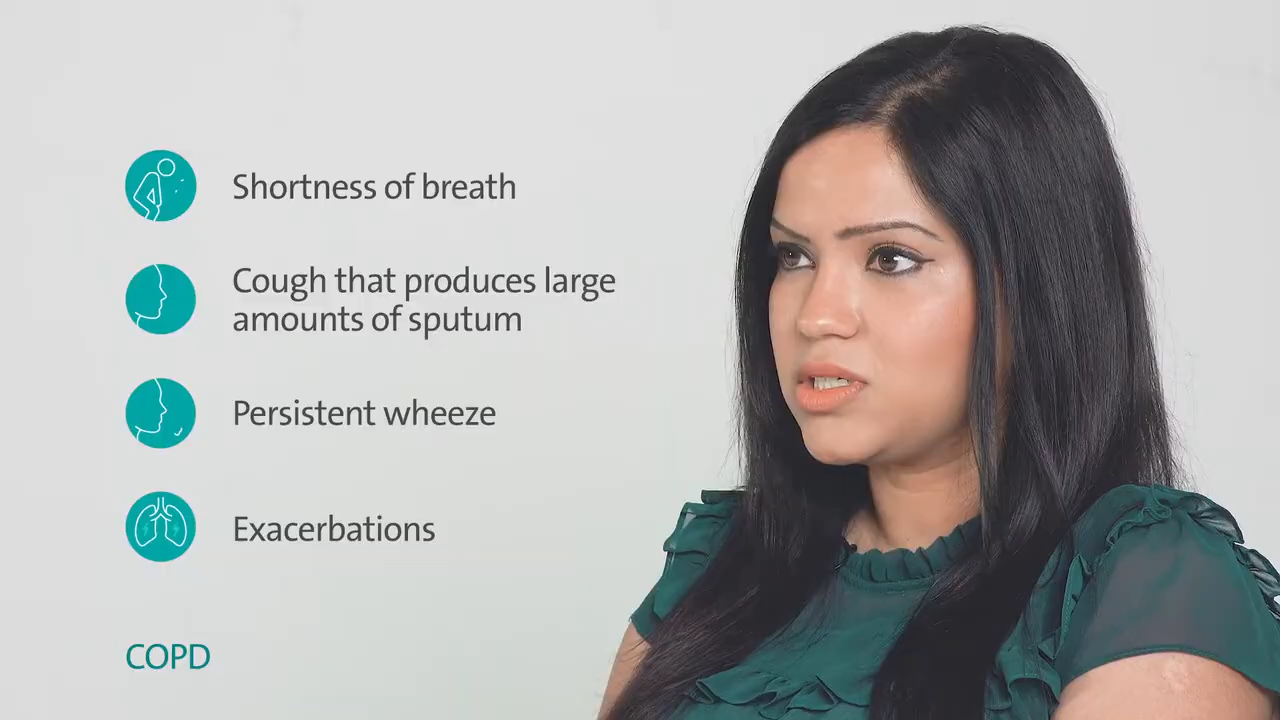 Shortness of breath
Cough that produces large
amounts of sputum
Persistent wheeze
Exacerbations
COPD